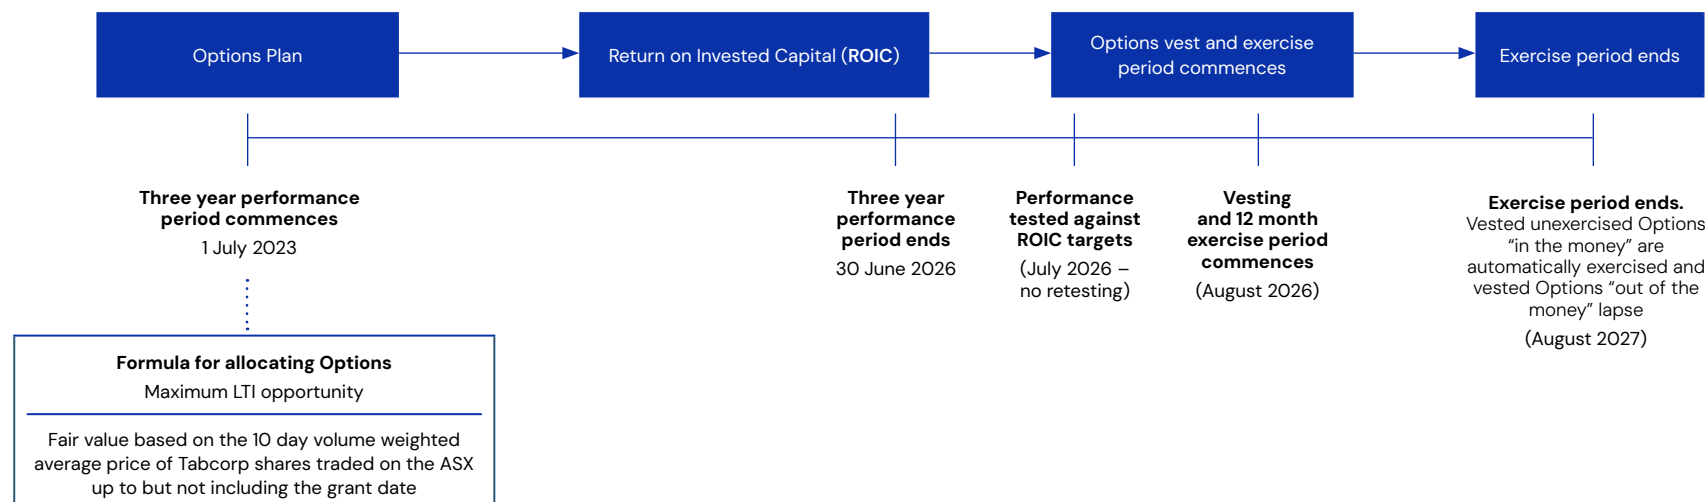 Options Plan
Return on Invested Capital (ROIC)
Options vest and exercise
period commences
Exercise period ends
Three year performance
period commences
1 July 2023
Three year
performance
period ends
30 June 2026
Performance
tested against
ROIC targets
(July 2026 –
no retesting)
Vesting
and 12 month
exercise period
commences
(August 2026)
Exercise period ends.
Vested unexercised Options
“in the money” are
automatically exercised and
vested Options “out of the
money” lapse
(August 2027)
Formula for allocating Options
Maximum LTI opportunity
Fair value based on the 10 day volume weighted
average price of Tabcorp shares traded on the ASX
up to but not including the grant date